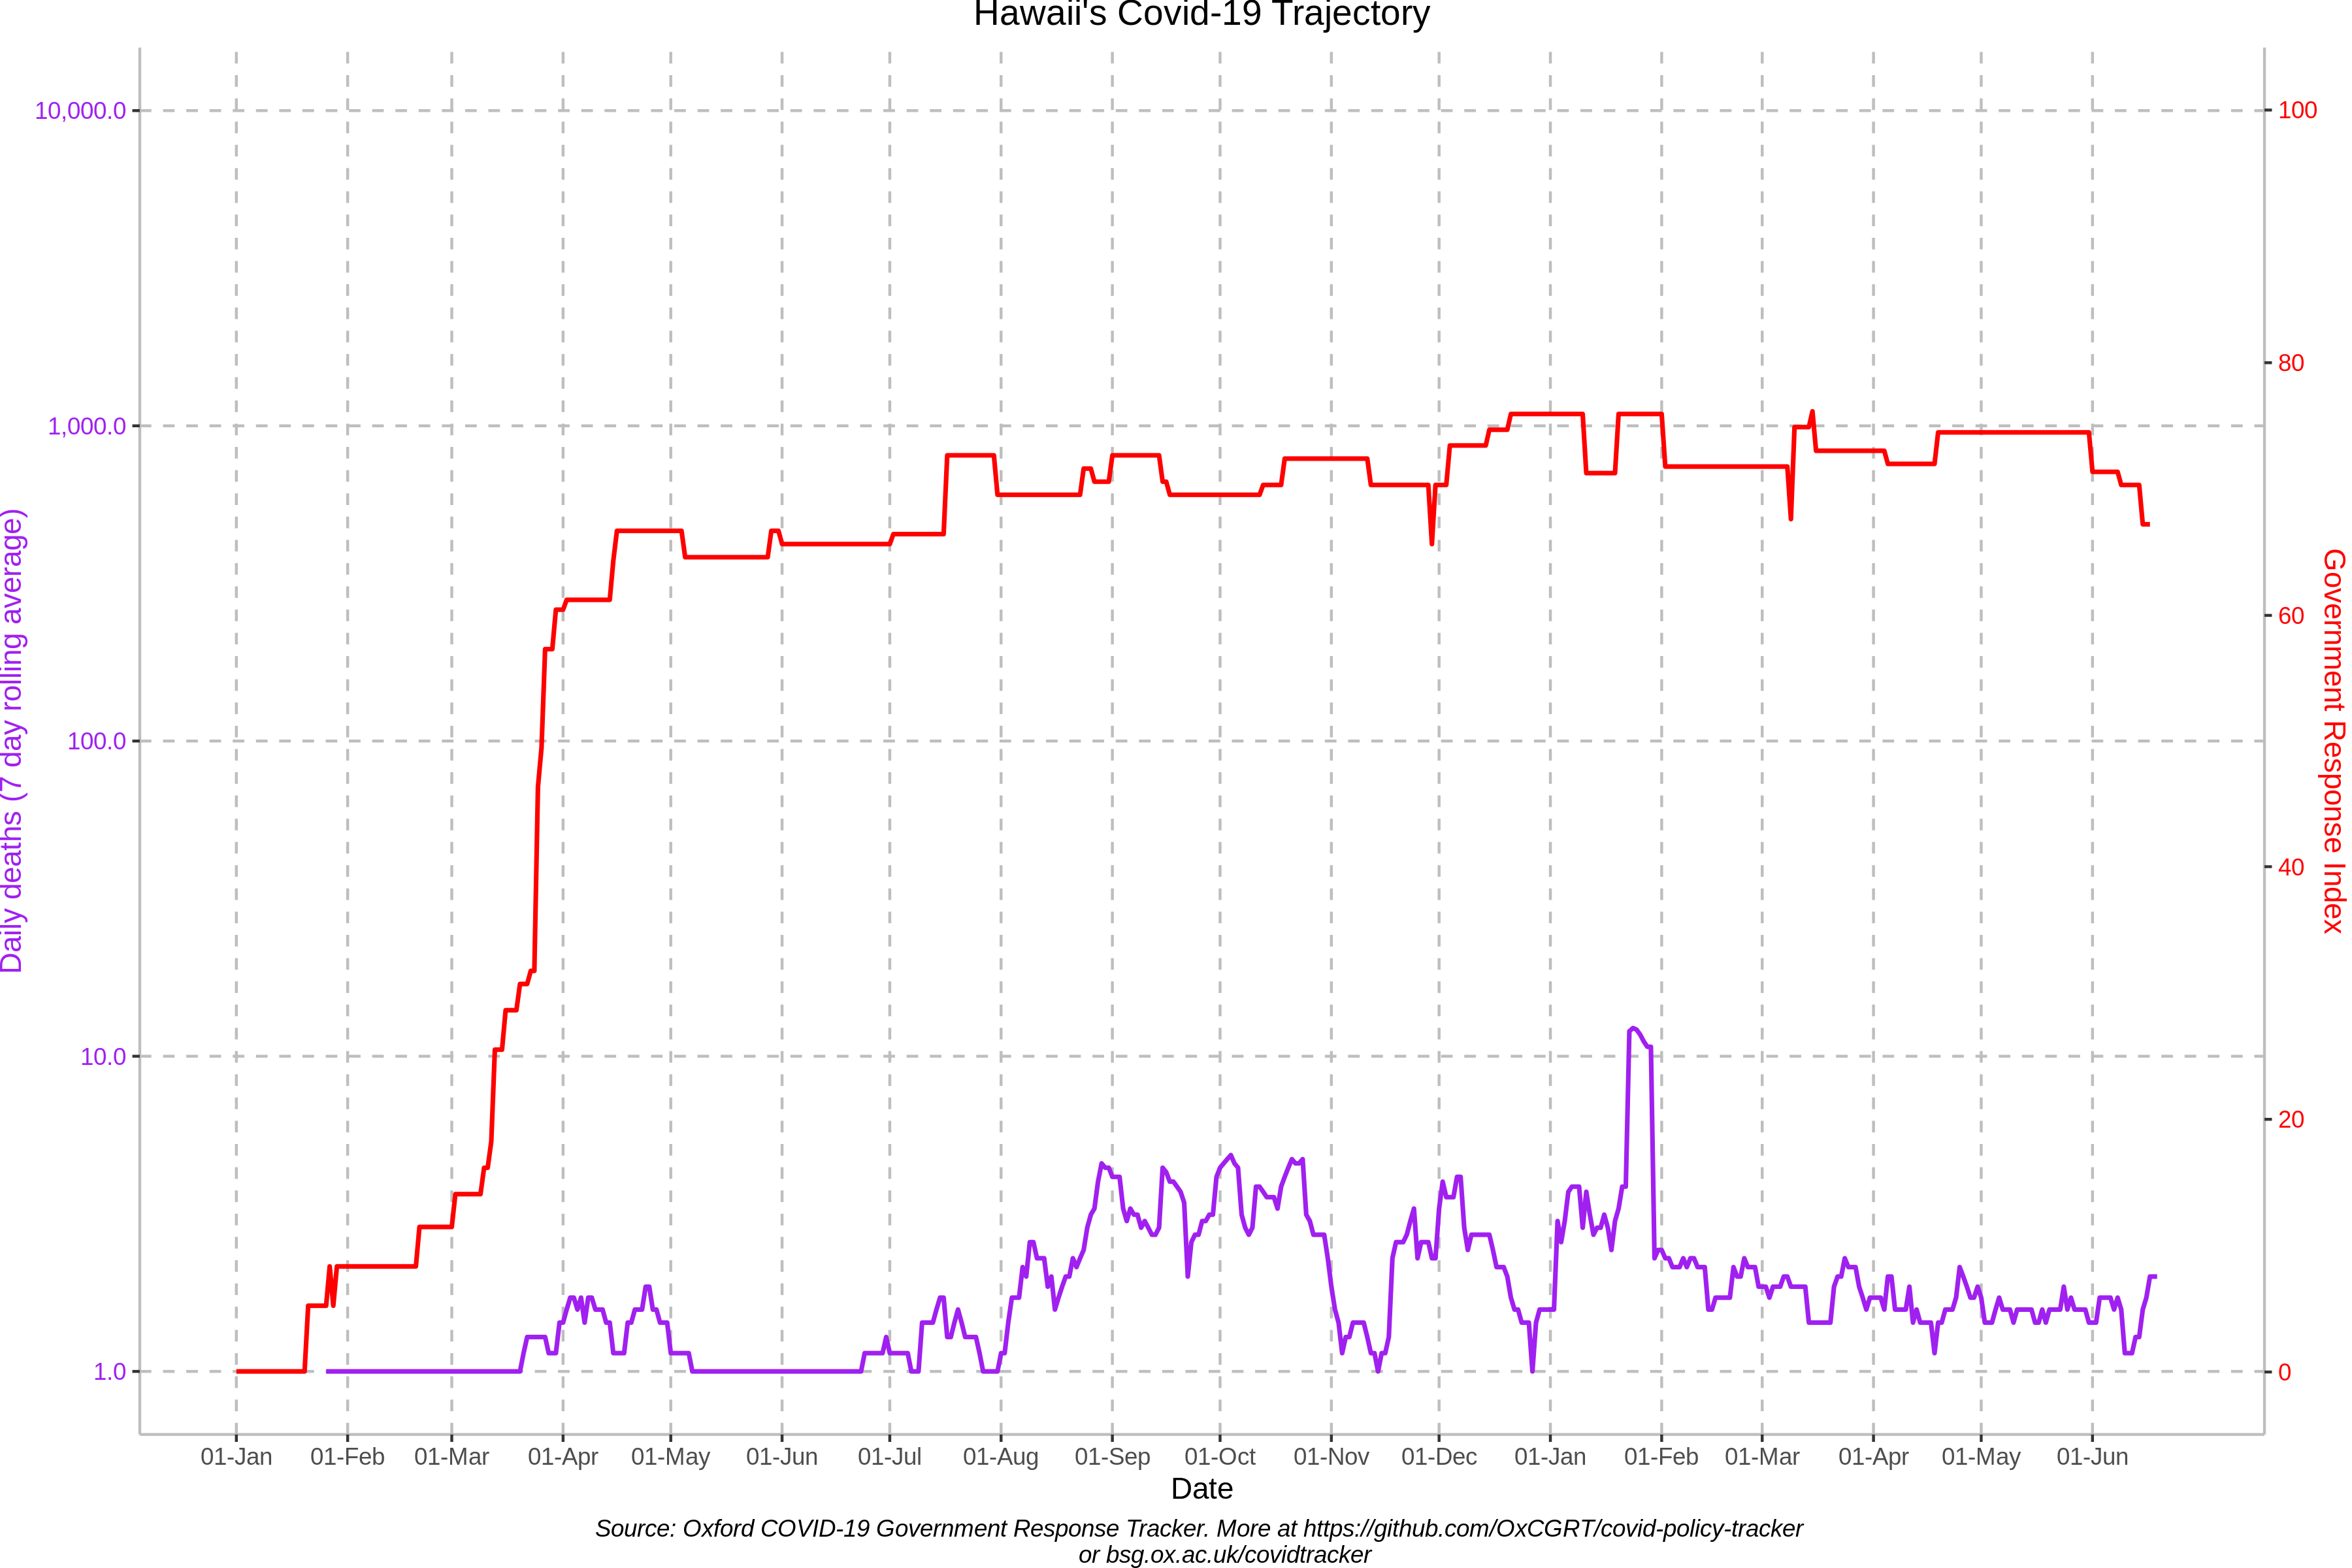 Hawaii's Covid-19 Trajectory
10,000.0
1,000.0
100.0
10.0
1.0
Daily deaths (7 day rolling average)
100
80
60
40
20
0
Government Response Index
01-Jan 01-Feb 01-Mar 01-Apr 01-May 01-Jun 01-Jul 01-Aug 01-Sep 01-Oct 01-Nov 01-Dec 01-Jan 01-Feb 01-Mar 01-Apr 01-May 01-Jun
Date
Source: Oxford COVID-19 Government Response Tracker. More at https://github.com/OxCGRT/covid-policy-tracker
or bsg.ox.ac.uk/covidtracker